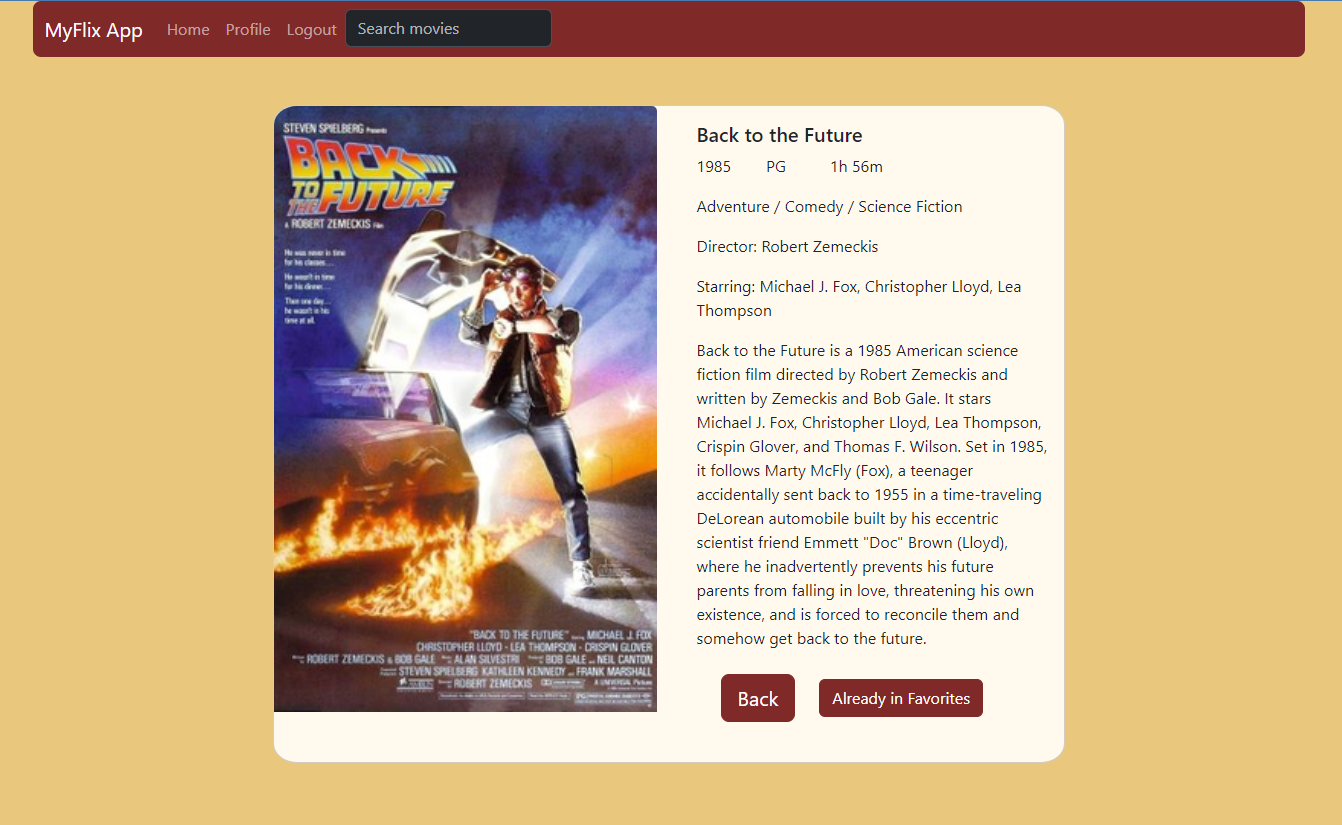 MyFlix App Home Profile Logout Search movies
STEVEN SPIELBERG Presents
BACK
TO
THE FUTURE
A ROBERT ZEMECKIS Film
He was never in time
for his classes...
He wasn't in time
for his dinner...
Then one day...
he wasn't in his
time at all.
"BACK TO THE FUTURE" MICHAEL J. FOX
CHRISTOPHER LLOYD · LEA THOMPSON · CRISPIN GLOVER
ROBERT ZEMECKIS & BOB GALE ALAN SILVESTRI BOB GALE NEIL CANTON
STEVEN SPIELBERG KATHLEEN KENNEDY FRANK MARSHALL
ROBERT ZEMECKIS A UNIVERSAL Picture
Back to the Future
1985 PG 1h 56m
Adventure / Comedy / Science Fiction
Director: Robert Zemeckis
Starring: Michael J. Fox, Christopher Lloyd, Lea
Thompson
Back to the Future is a 1985 American science
fiction film directed by Robert Zemeckis and
written by Zemeckis and Bob Gale. It stars
Michael J. Fox, Christopher Lloyd, Lea Thompson,
Crispin Glover, and Thomas F. Wilson. Set in 1985,
it follows Marty McFly (Fox), a teenager
accidentally sent back to 1955 in a time-traveling
DeLorean automobile built by his eccentric
scientist friend Emmett "Doc" Brown (Lloyd),
where he inadvertently prevents his future
parents from falling in love, threatening his own
existence, and is forced to reconcile them and
somehow get back to the future.
Back Already in Favorites